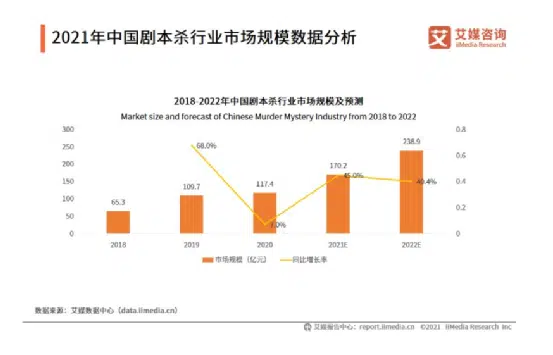 2021年中国剧本杀行业市场规模数据分析
艾 艾媒咨询
iiMedia Research
2018-2022年中国剧本杀行业市场规模及预测
Market size and forecast of Chinese Murder Mystery Industry from 2018 to 2022
300
250
200
150
100
50
0
0.8
0.6
0.4
0.2
0
65.3
109.7
117.4
170.2
238.9
68.0%
7.0%
45.0%
40.4%
2018
2019
2020
2021E
2022E
市场规模（亿元）
同比增长率
数据来源：艾媒数据中心（data.iimedia.cn）
艾媒报告中心：report.iimedia.cn ©2021 iiMedia Research Inc